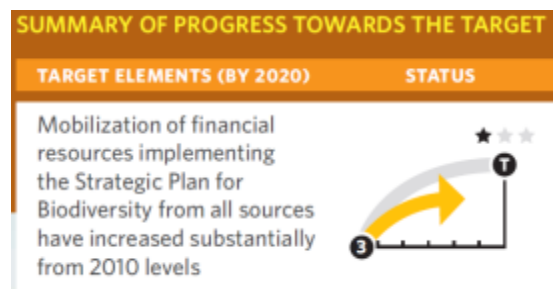 SUMMARY OF PROGRESS TOWARDS THE TARGET
TARGET ELEMENTS (BY 2020) STATUS
Mobilization of financial
resources implementing
the Strategic Plan for
Biodiversity from all sources
have increased substantially
from 2010 levels
T
3